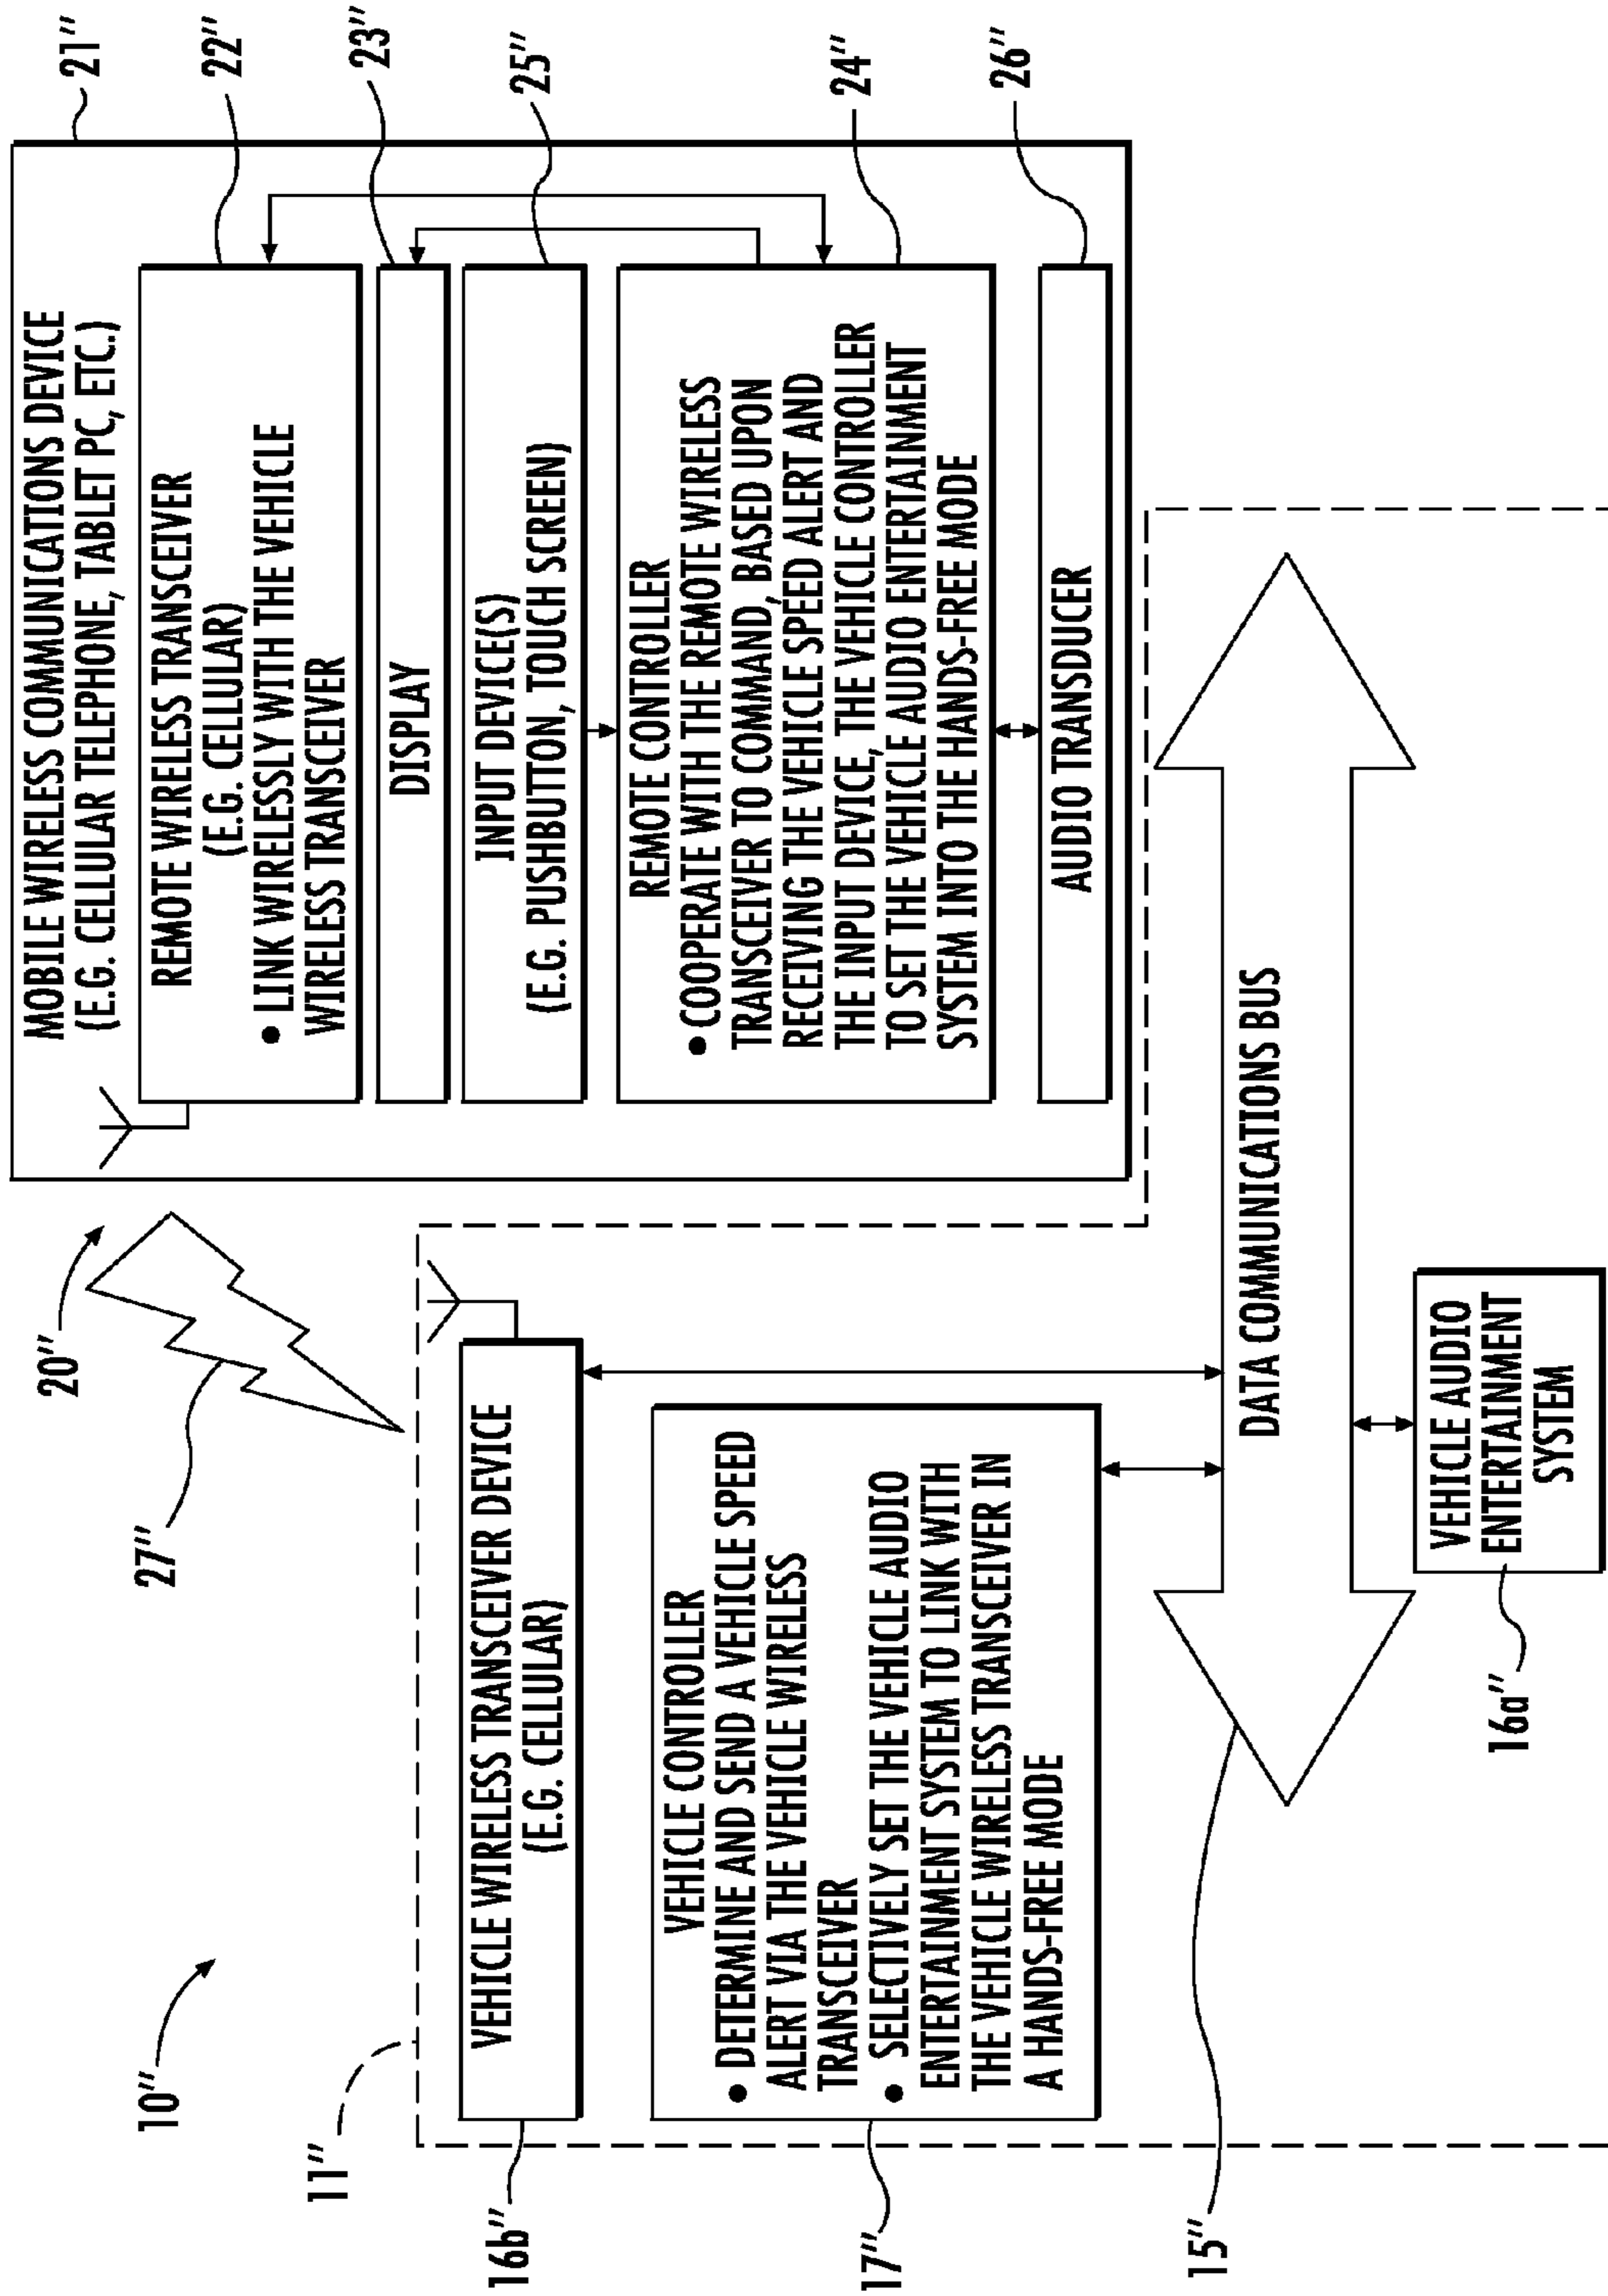 10''
20''
27''
11''
MOBILE WIRELESS COMMUNICATIONS DEVICE
(E.G. CELLULAR TELEPHONE, TABLET PC, ETC.)
21''
REMOTE WIRELESS TRANSCEIVER
(E.G. CELLULAR)
• LINK WIRELESSLY WITH THE VEHICLE
WIRELESS TRANSCEIVER
22''
DISPLAY
23''
INPUT DEVICE(S)
(E.G. PUSHBUTTON, TOUCH SCREEN)
25''
REMOTE CONTROLLER
• COOPERATE WITH THE REMOTE WIRELESS
TRANSCEIVER TO COMMAND, BASED UPON
RECEIVING THE VEHICLE SPEED ALERT AND
THE INPUT DEVICE, THE VEHICLE CONTROLLER
TO SET THE VEHICLE AUDIO ENTERTAINMENT
SYSTEM INTO THE HANDS-FREE MODE
24''
AUDIO TRANSDUCER
26''
VEHICLE WIRELESS TRANSCEIVER DEVICE
(E.G. CELLULAR)
16b''
VEHICLE CONTROLLER
• DETERMINE AND SEND A VEHICLE SPEED
ALERT VIA THE VEHICLE WIRELESS
TRANSCEIVER
• SELECTIVELY SET THE VEHICLE AUDIO
ENTERTAINMENT SYSTEM TO LINK WITH
THE VEHICLE WIRELESS TRANSCEIVER IN
A HANDS-FREE MODE
17''
DATA COMMUNICATIONS BUS
15''
VEHICLE AUDIO
ENTERTAINMENT
SYSTEM
16a''